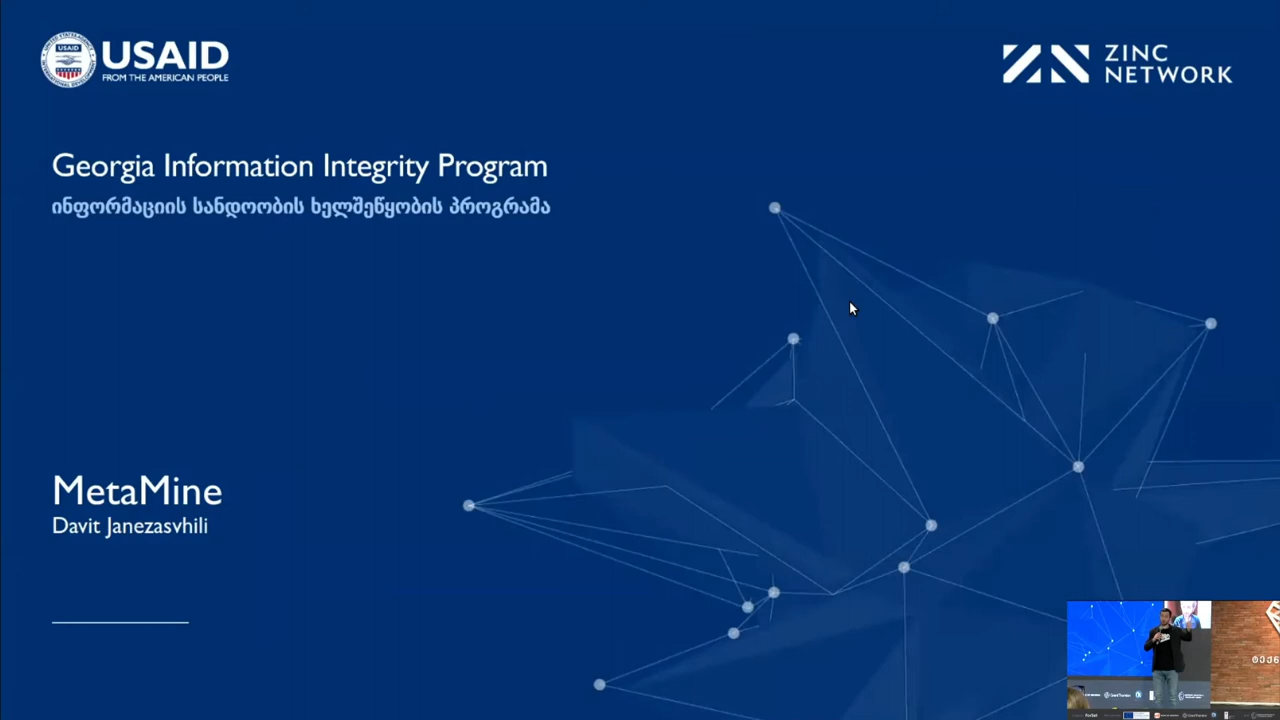 USAID
FROM THE AMERICAN PEOPLE
ZINC
NETWORK
Georgia Information Integrity Program
ინფორმაციის სანდოობის ხელშეწყობის პროგრამა
MetaMine
Davit Janezasvhili